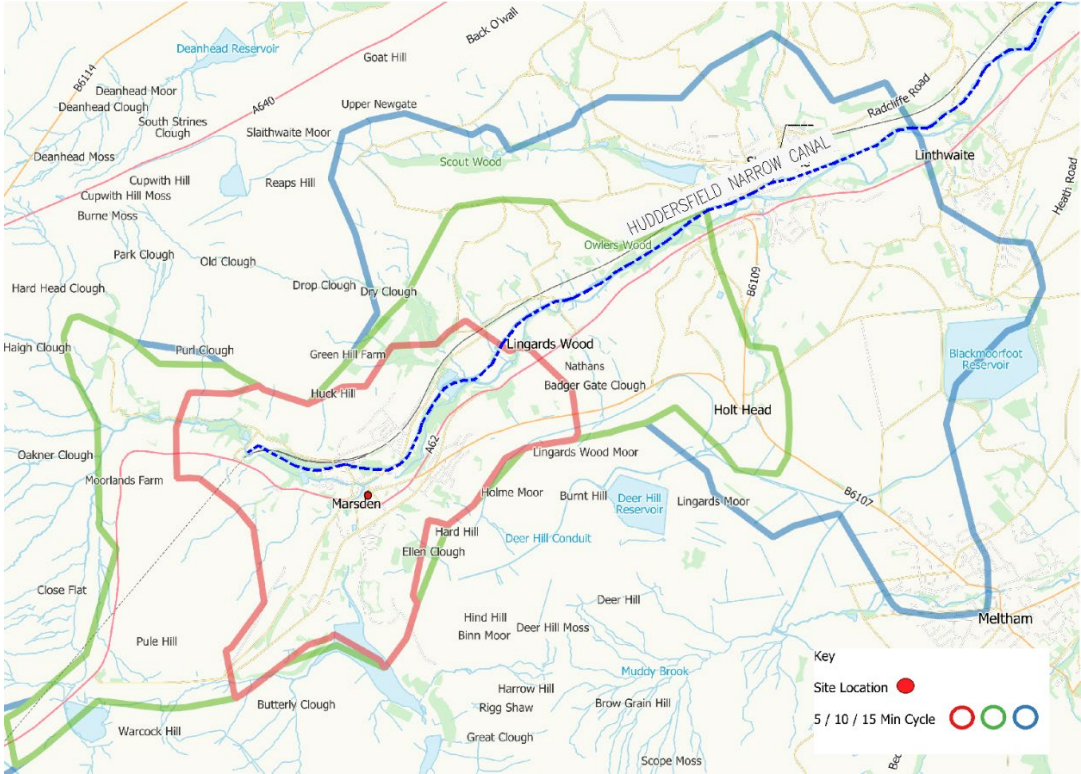 Back O'wall
Deanhead Reservoir
Goat Hill
B6114
Deanhead Moor
Deanhead Clough
A640
Upper Newgate
Radcliffe Road
South Strines
Clough
Slaithwaite Moor
Deanhead Moss
Scout Wood
Linthwaite
Cupwith Hill
Reaps Hill
Cupwith Hill Moss
Burne Moss
Heath Road
HUDDERSFIELD NARROW CANAL
Owlers Wood
Park Clough
Old Clough
B6109
Hard Head Clough
Drop Clough
Dry Clough
Haigh Clough
Purl Clough
Green Hill Farm
Lingards Wood
Blackmoorfoot
Reservoir
Nathans
Huck Hill
Badger Gate Clough
Holt Head
A62
Oakner Clough
Lingards Wood Moor
Moorlands Farm
Marsden
Holme Moor
Burnt Hill
Deer Hill
Reservoir
Lingards Moor
B6107
Hard Hill
Deer Hill Conduit
Ellen Clough
Close Flat
Deer Hill
Hind Hill
Meltham
Binn Moor
Deer Hill Moss
Pule Hill
Muddy Brook
Key
Site Location
5 / 10 / 15 Min Cycle
Harrow Hill
Butterly Clough
Rigg Shaw
Brow Grain Hill
Warcock Hill
Great Clough
Scope Moss